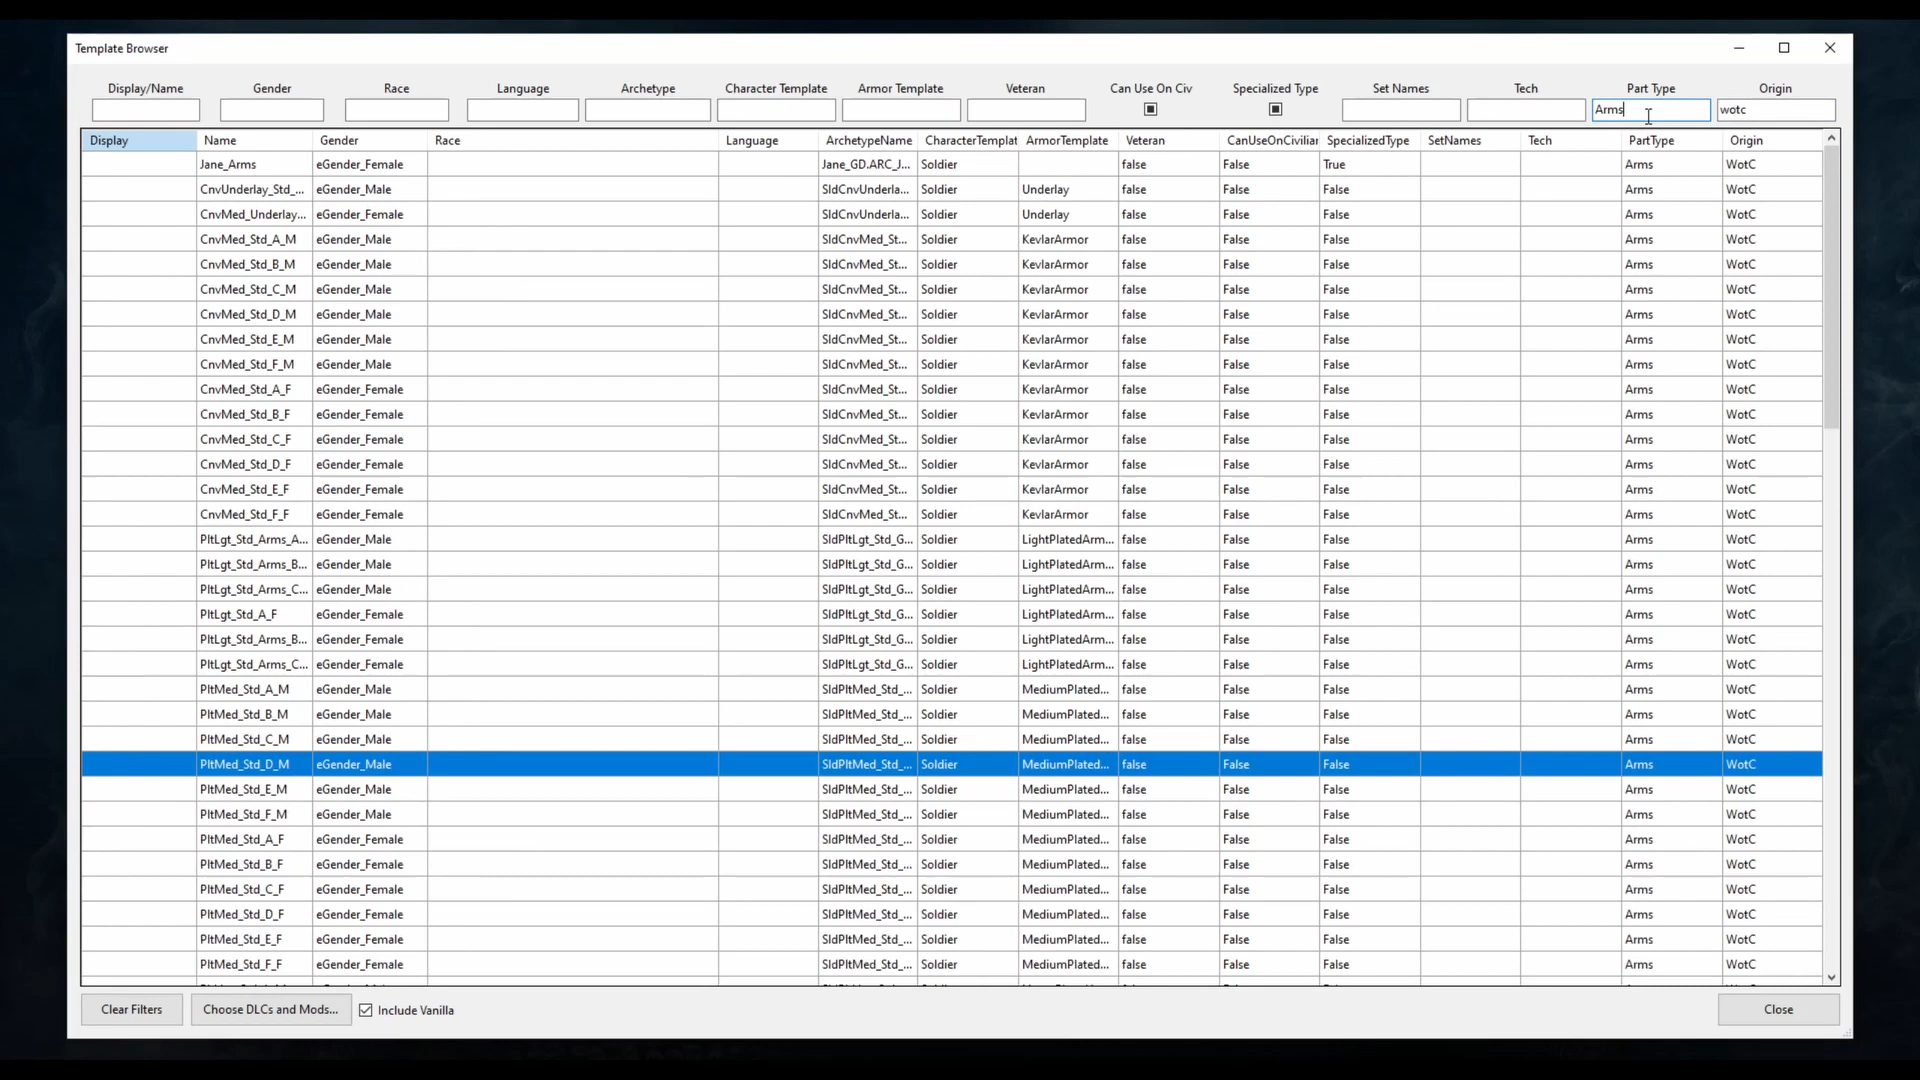 Template Browser
Display/Name Gender Race Language Archetype Character Template Armor Template Veteran Can Use On Civ Specialized Type Set Names Tech Part Type Origin
Arms wotc
Display Name Gender Race Language ArchetypeName CharacterTemplat ArmorTemplate Veteran CanUseOnCivilian SpecializedType SetNames Tech PartType Origin
Jane_Arms eGender_Female Jane_GD.ARC_J... Soldier false False True Arms WotC
CnvUnderlay_Std_... eGender_Male SldCnvUnderla... Soldier Underlay false False False Arms WotC
CnvMed_Underlay... eGender_Female SldCnvUnderla... Soldier Underlay false False False Arms WotC
CnvMed_Std_A_M eGender_Male SldCnvMed_St... Soldier KevlarArmor false False False Arms WotC
CnvMed_Std_B_M eGender_Male SldCnvMed_St... Soldier KevlarArmor false False False Arms WotC
CnvMed_Std_C_M eGender_Male SldCnvMed_St... Soldier KevlarArmor false False False Arms WotC
CnvMed_Std_D_M eGender_Male SldCnvMed_St... Soldier KevlarArmor false False False Arms WotC
CnvMed_Std_E_M eGender_Male SldCnvMed_St... Soldier KevlarArmor false False False Arms WotC
CnvMed_Std_F_M eGender_Male SldCnvMed_St... Soldier KevlarArmor false False False Arms WotC
CnvMed_Std_A_F eGender_Female SldCnvMed_St... Soldier KevlarArmor false False False Arms WotC
CnvMed_Std_B_F eGender_Female SldCnvMed_St... Soldier KevlarArmor false False False Arms WotC
CnvMed_Std_C_F eGender_Female SldCnvMed_St... Soldier KevlarArmor false False False Arms WotC
CnvMed_Std_D_F eGender_Female SldCnvMed_St... Soldier KevlarArmor false False False Arms WotC
CnvMed_Std_E_F eGender_Female SldCnvMed_St... Soldier KevlarArmor false False False Arms WotC
CnvMed_Std_F_F eGender_Female SldCnvMed_St... Soldier KevlarArmor false False False Arms WotC
PltLgt_Std_Arms_A... eGender_Male SldPltLgt_Std_G... Soldier LightPlatedArm... false False False Arms WotC
PltLgt_Std_Arms_B... eGender_Male SldPltLgt_Std_G... Soldier LightPlatedArm... false False False Arms WotC
PltLgt_Std_Arms_C... eGender_Male SldPltLgt_Std_G... Soldier LightPlatedArm... false False False Arms WotC
PltLgt_Std_A_F eGender_Female SldPltLgt_Std_G... Soldier LightPlatedArm... false False False Arms WotC
PltLgt_Std_Arms_B... eGender_Female SldPltLgt_Std_G... Soldier LightPlatedArm... false False False Arms WotC
PltLgt_Std_Arms_C... eGender_Female SldPltLgt_Std_G... Soldier LightPlatedArm... false False False Arms WotC
PltMed_Std_A_M eGender_Male SldPltMed_Std_... Soldier MediumPlated... false False False Arms WotC
PltMed_Std_B_M eGender_Male SldPltMed_Std_... Soldier MediumPlated... false False False Arms WotC
PltMed_Std_C_M eGender_Male SldPltMed_Std_... Soldier MediumPlated... false False False Arms WotC
PltMed_Std_D_M eGender_Male SldPltMed_Std_... Soldier MediumPlated... false False False Arms WotC
PltMed_Std_E_M eGender_Male SldPltMed_Std_... Soldier MediumPlated... false False False Arms WotC
PltMed_Std_F_M eGender_Male SldPltMed_Std_... Soldier MediumPlated... false False False Arms WotC
PltMed_Std_A_F eGender_Female SldPltMed_Std_... Soldier MediumPlated... false False False Arms WotC
PltMed_Std_B_F eGender_Female SldPltMed_Std_... Soldier MediumPlated... false False False Arms WotC
PltMed_Std_C_F eGender_Female SldPltMed_Std_... Soldier MediumPlated... false False False Arms WotC
PltMed_Std_D_F eGender_Female SldPltMed_Std_... Soldier MediumPlated... false False False Arms WotC
PltMed_Std_E_F eGender_Female SldPltMed_Std_... Soldier MediumPlated... false False False Arms WotC
PltMed_Std_F_F eGender_Female SldPltMed_Std_... Soldier MediumPlated... false False False Arms WotC
Clear Filters Choose DLCs and Mods... Include Vanilla Close